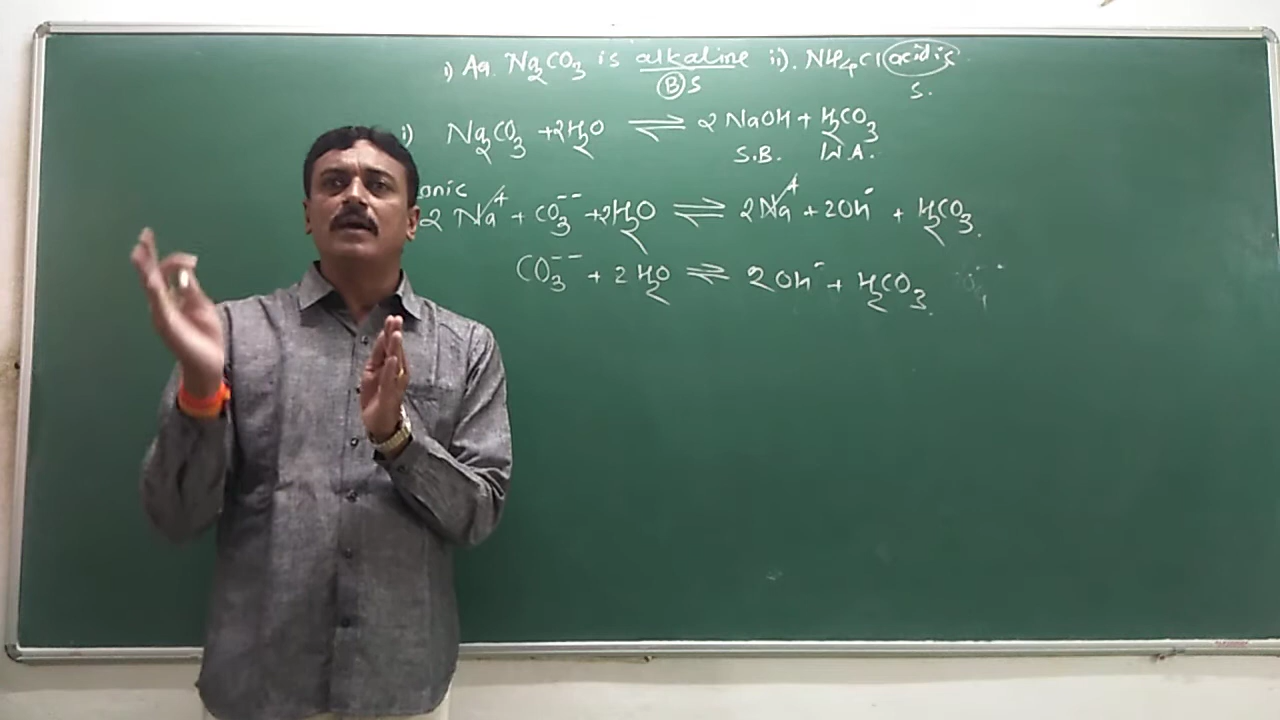 i) Aq. Na₂CO₃ is alkaline ii). NH₄Cl acidic
(B) S S.
i) Na₂CO₃ + 2H₂O ⇌ 2 NaOH + H₂CO₃
S.B. W.A.
onic
2 Na⁺ + CO₃⁻⁻ + 2H₂O ⇌ 2Na⁺ + 2OH⁻ + H₂CO₃.
CO₃⁻⁻ + 2 H₂O ⇌ 2OH⁻ + H₂CO₃.